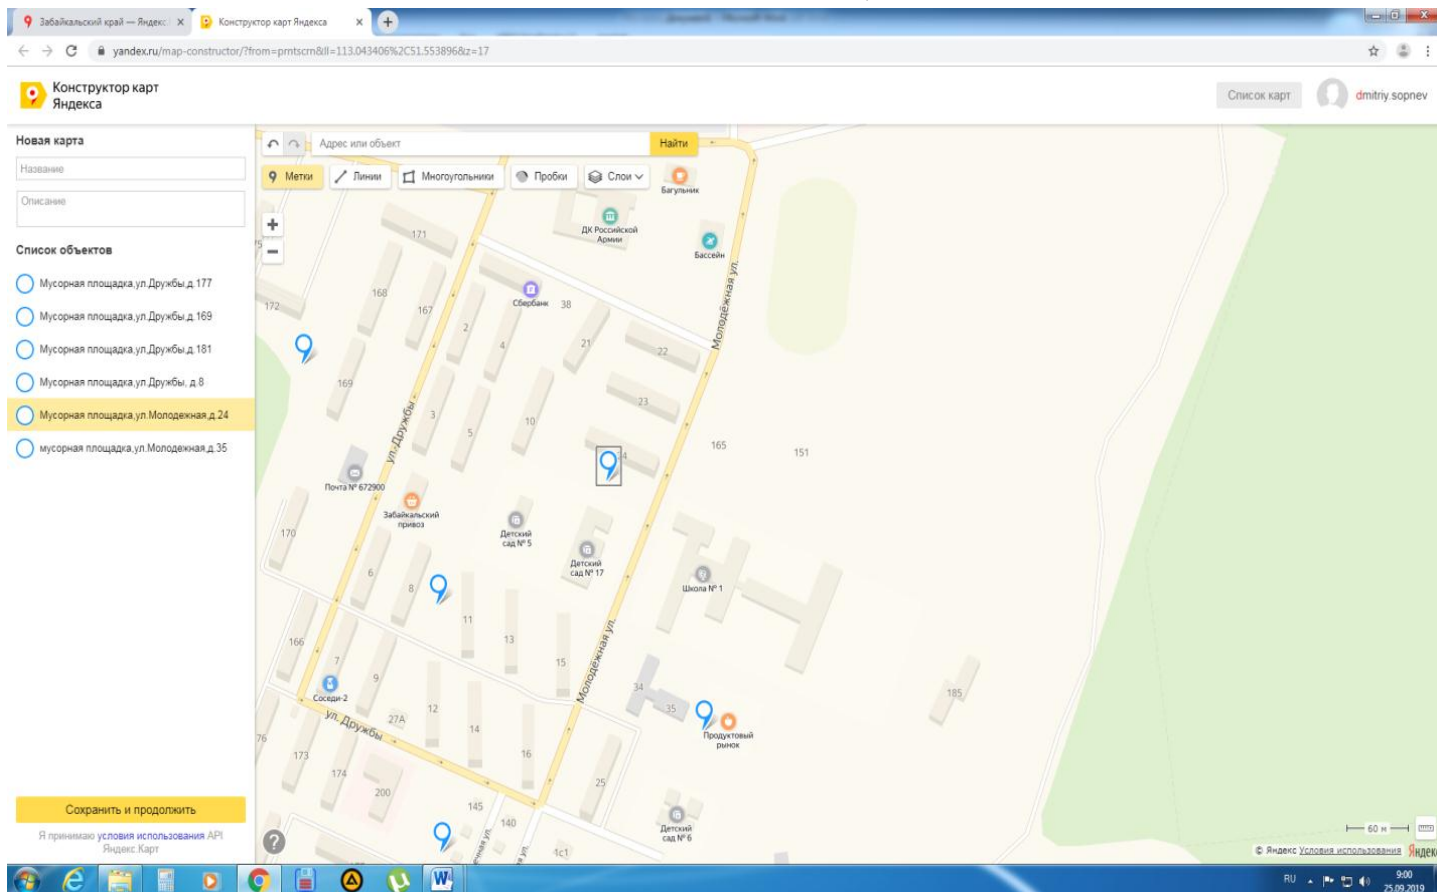 Забайкальский край — Яндекс
Конструктор карт Яндекса
yandex.ru/map-constructor/?from=prntscrn&ll=113.043406%2C51.553896&z=17
Конструктор карт
Яндекса
Список карт
dmitriy.sopnev
Новая карта
Название
Описание
Список объектов
Мусорная площадка,ул.Дружбы,д.177
Мусорная площадка,ул.Дружбы,д.169
Мусорная площадка,ул.Дружбы,д.181
Мусорная площадка,ул.Дружбы, д.8
Мусорная площадка,ул.Молодежная,д.24
мусорная площадка,ул.Молодежная,д.35
Сохранить и продолжить
Я принимаю условия использования API
Яндекс.Карт
Адрес или объект
Найти
Метки
Линии
Многоугольники
Пробки
Слои
Багульник
ДК Российской
Армии
Бассейн
171
168
172
167
Сбербанк
38
2
4
21
22
Молодёжная ул.
169
3
5
10
23
ул. Дружбы
24
165
151
Почта № 672900
Забайкальский
привоз
170
Детский
сад № 5
Детский
сад № 17
Школа № 1
6
8
11
13
15
166
7
9
Молодёжная ул.
34
35
185
Соседи-2
12
27А
ул. Дружбы
14
16
Продуктовый
рынок
76
173
174
200
25
145
140
1с1
Детский
сад № 6
60 м
© Яндекс Условия использования
RU
9:00
25.09.2019